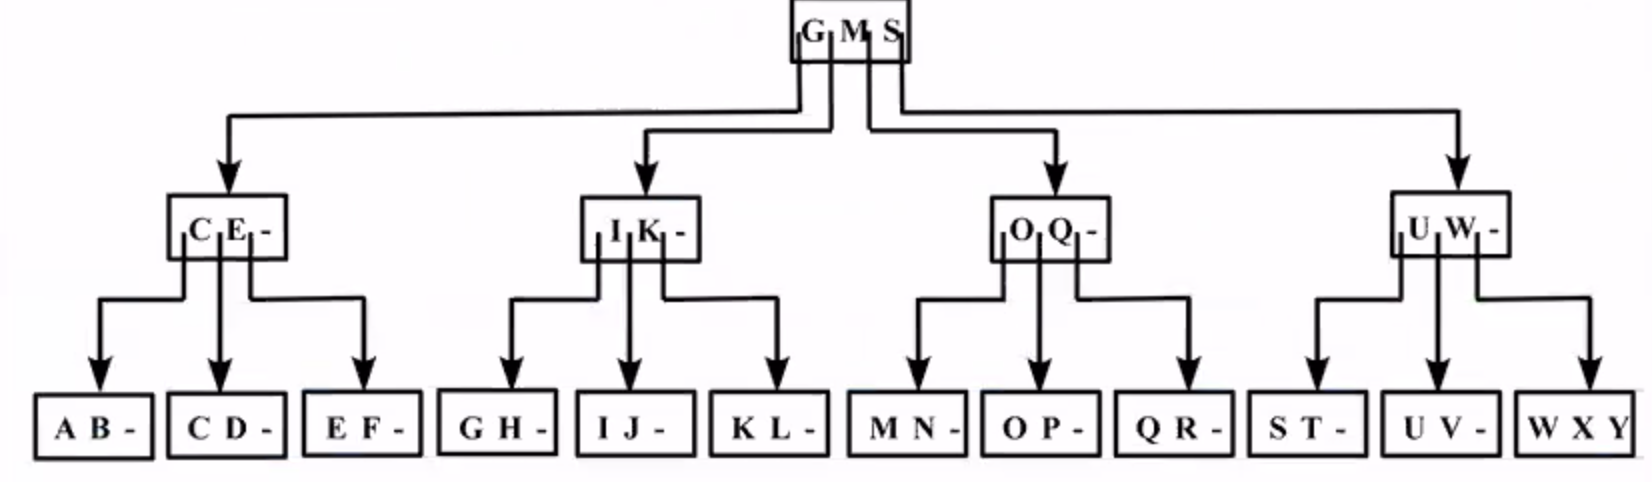 G M S
C E -
I K -
O Q -
U W -
A B -
C D -
E F -
G H -
I J -
K L -
M N -
O P -
Q R -
S T -
U V -
W X Y